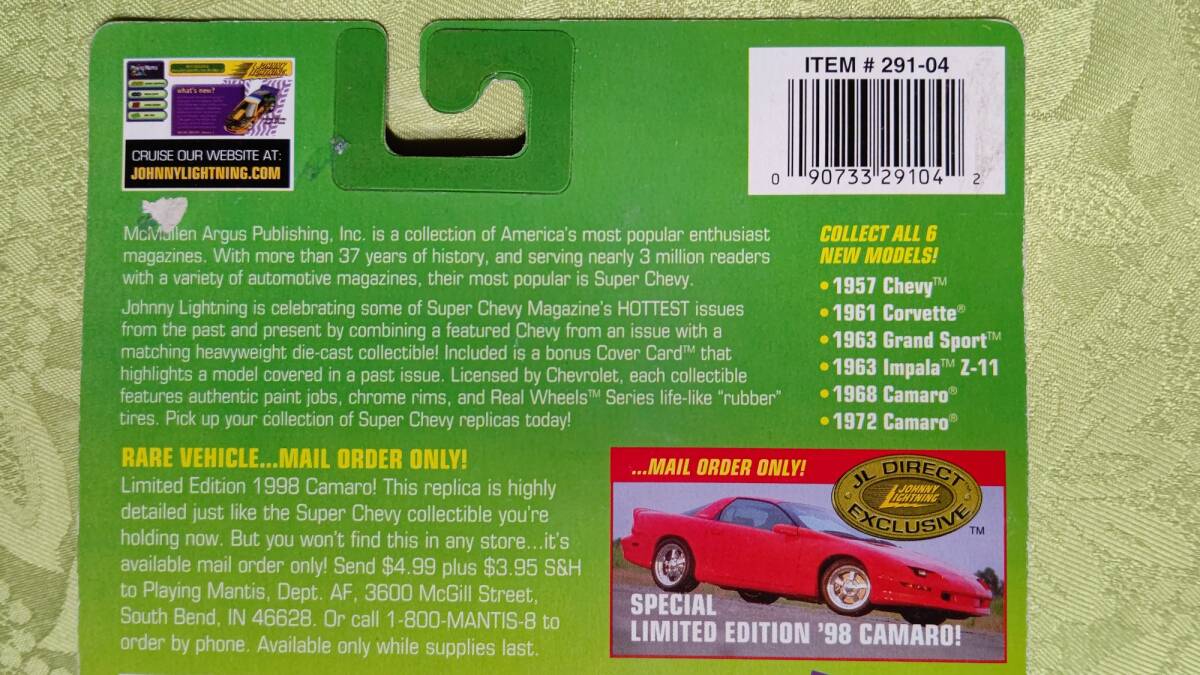 JOHNNY LIGHTNING
what's new?
CRUISE OUR WEBSITE AT:
JOHNNYLIGHTNING.COM
ITEM # 291-04
0 90733 29104 2
McMullen Argus Publishing, Inc. is a collection of America's most popular enthusiast
magazines. With more than 37 years of history, and serving nearly 3 million readers
with a variety of automotive magazines, their most popular is Super Chevy.
Johnny Lightning is celebrating some of Super Chevy Magazine's HOTTEST issues
from the past and present by combining a featured Chevy from an issue with a
matching heavyweight die-cast collectible! Included is a bonus Cover Card™ that
highlights a model covered in a past issue. Licensed by Chevrolet, each collectible
features authentic paint jobs, chrome rims, and Real Wheels™ Series life-like "rubber"
tires. Pick up your collection of Super Chevy replicas today!
COLLECT ALL 6
NEW MODELS!
• 1957 Chevy™
• 1961 Corvette®
• 1963 Grand Sport™
• 1963 Impala™ Z-11
• 1968 Camaro®
• 1972 Camaro®
RARE VEHICLE...MAIL ORDER ONLY!
Limited Edition 1998 Camaro! This replica is highly
detailed just like the Super Chevy collectible you're
holding now. But you won't find this in any store...it's
available mail order only! Send $4.99 plus $3.95 S&H
to Playing Mantis, Dept. AF, 3600 McGill Street,
South Bend, IN 46628. Or call 1-800-MANTIS-8 to
order by phone. Available only while supplies last.
...MAIL ORDER ONLY!
JL DIRECT
JOHNNY
LIGHTNING
EXCLUSIVE
TM
SPECIAL
LIMITED EDITION '98 CAMARO!